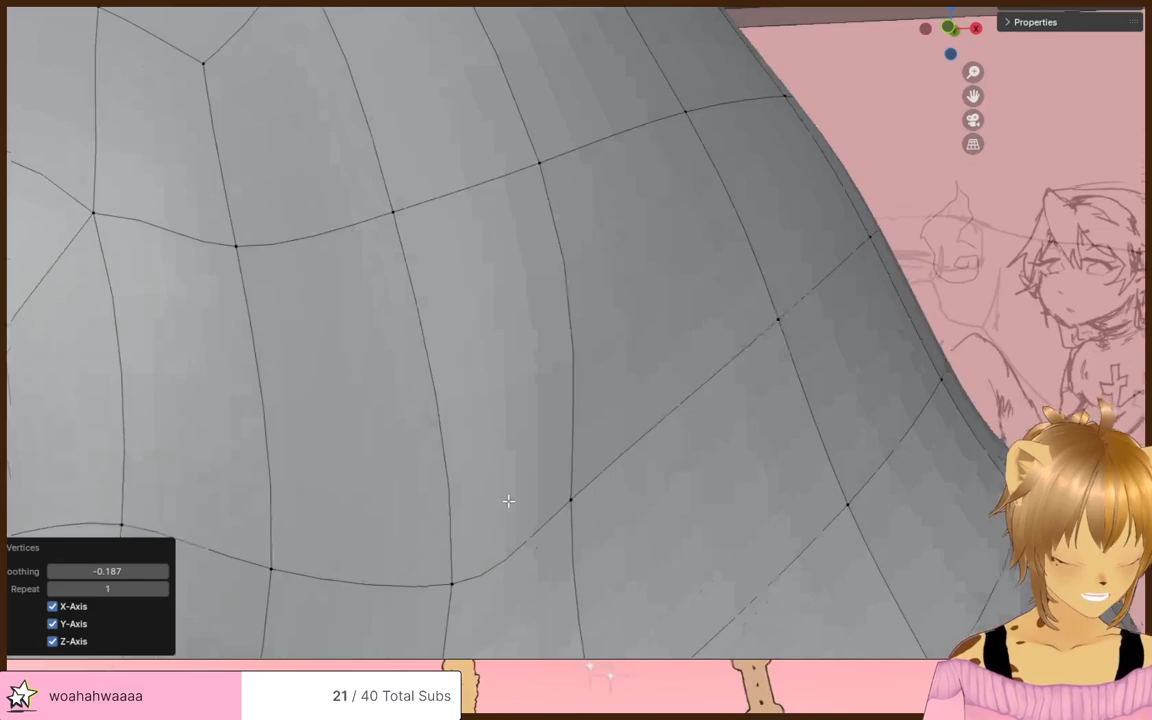 Properties
X
Vertices
oothing
-0.187
Repeat
1
X-Axis
Y-Axis
Z-Axis
woahahwaaaa
21 / 40 Total Subs